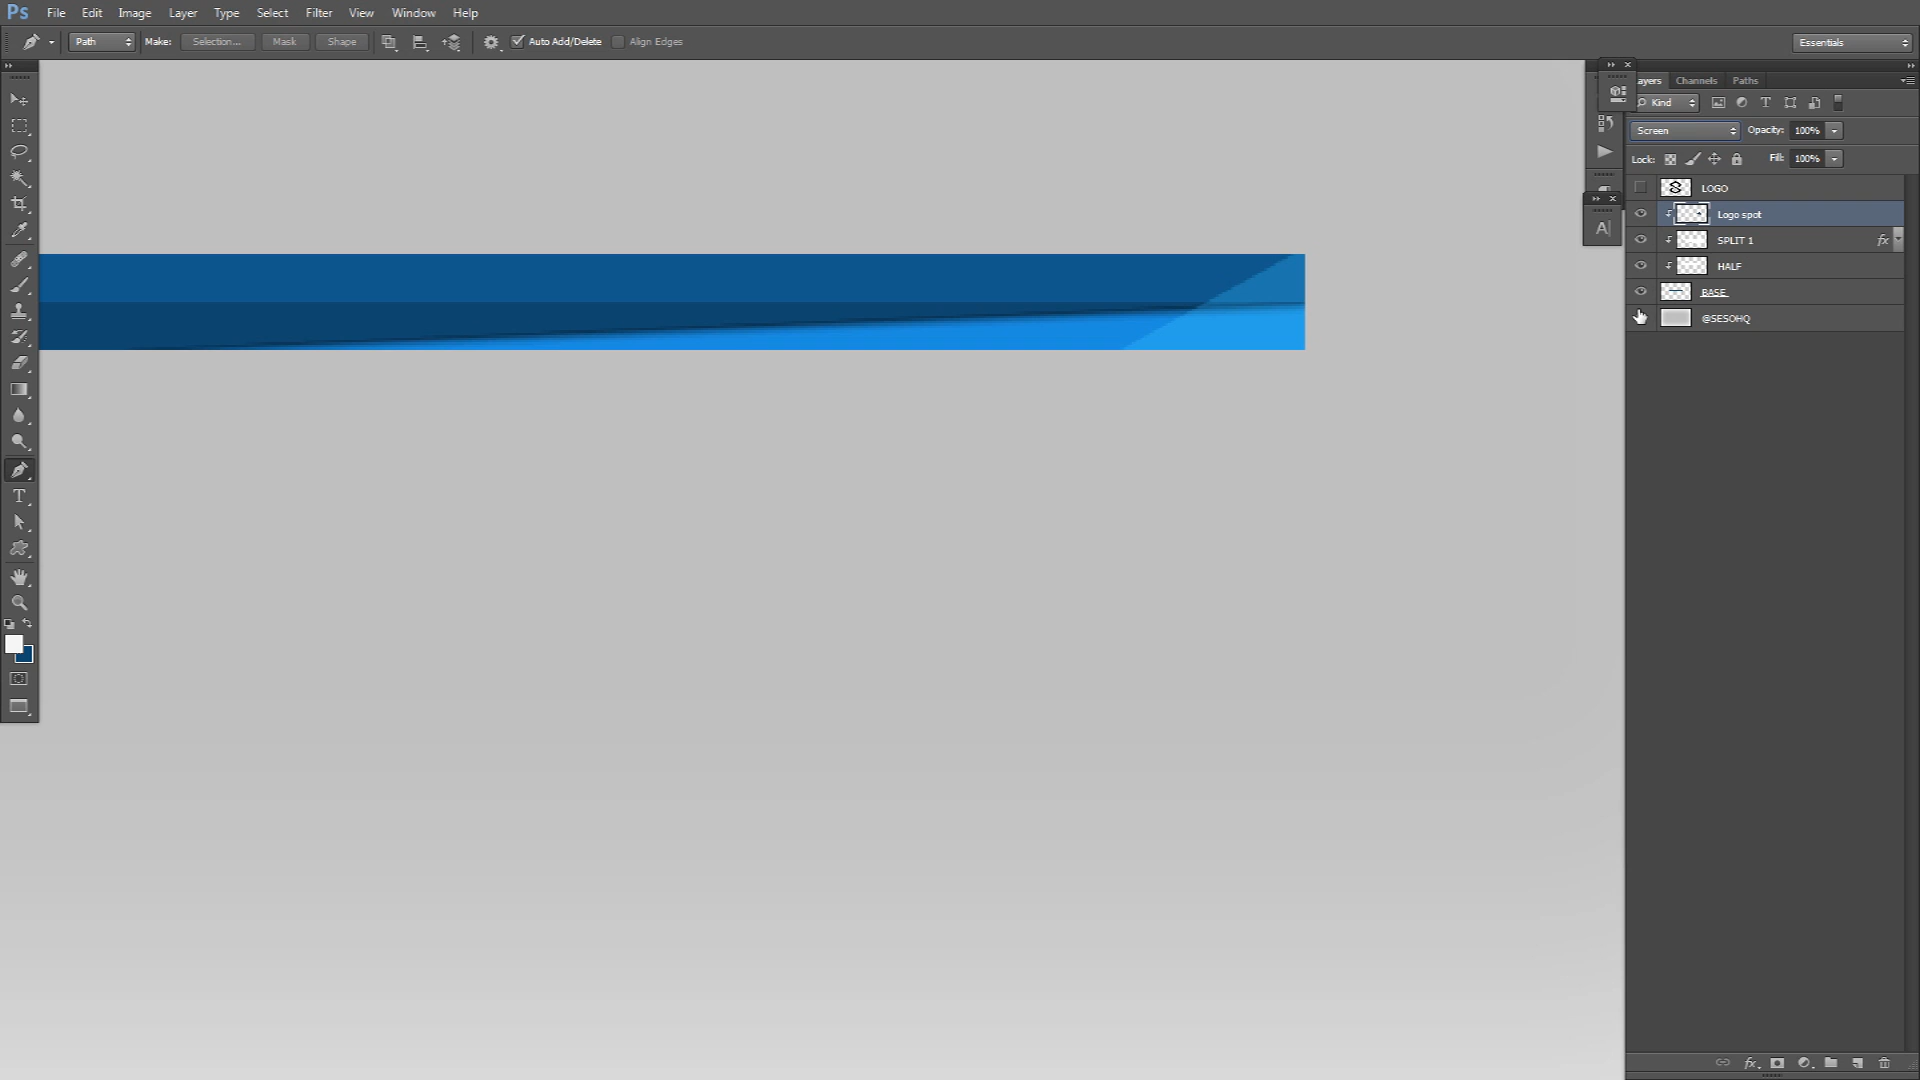 Ps File Edit Image Layer Type Select Filter View Window Help
Path Make: Selection... Mask Shape Auto Add/Delete Align Edges Essentials
ayers Channels Paths
Kind T
Screen Opacity: 100%
Lock: Fill: 100%
LOGO
Logo spot
SPLIT 1 fx
A|
HALF
BASE
@SESOHQ
T
fx